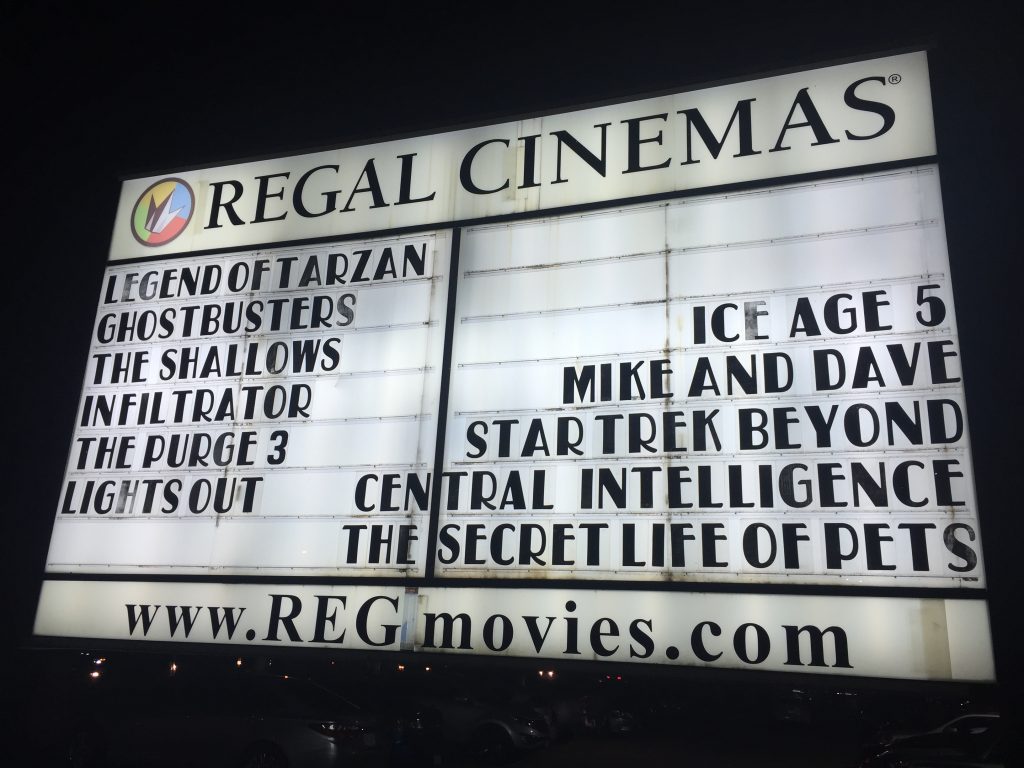 REGAL CINEMAS®
LEGEND OF TARZAN
GHOSTBUSTERS
THE SHALLOWS
INFILTRATOR
THE PURGE 3
LIGHTS OUT
ICE AGE 5
MIKE AND DAVE
STAR TREK BEYOND
CENTRAL INTELLIGENCE
THE SECRET LIFE OF PETS
www.REGmovies.com